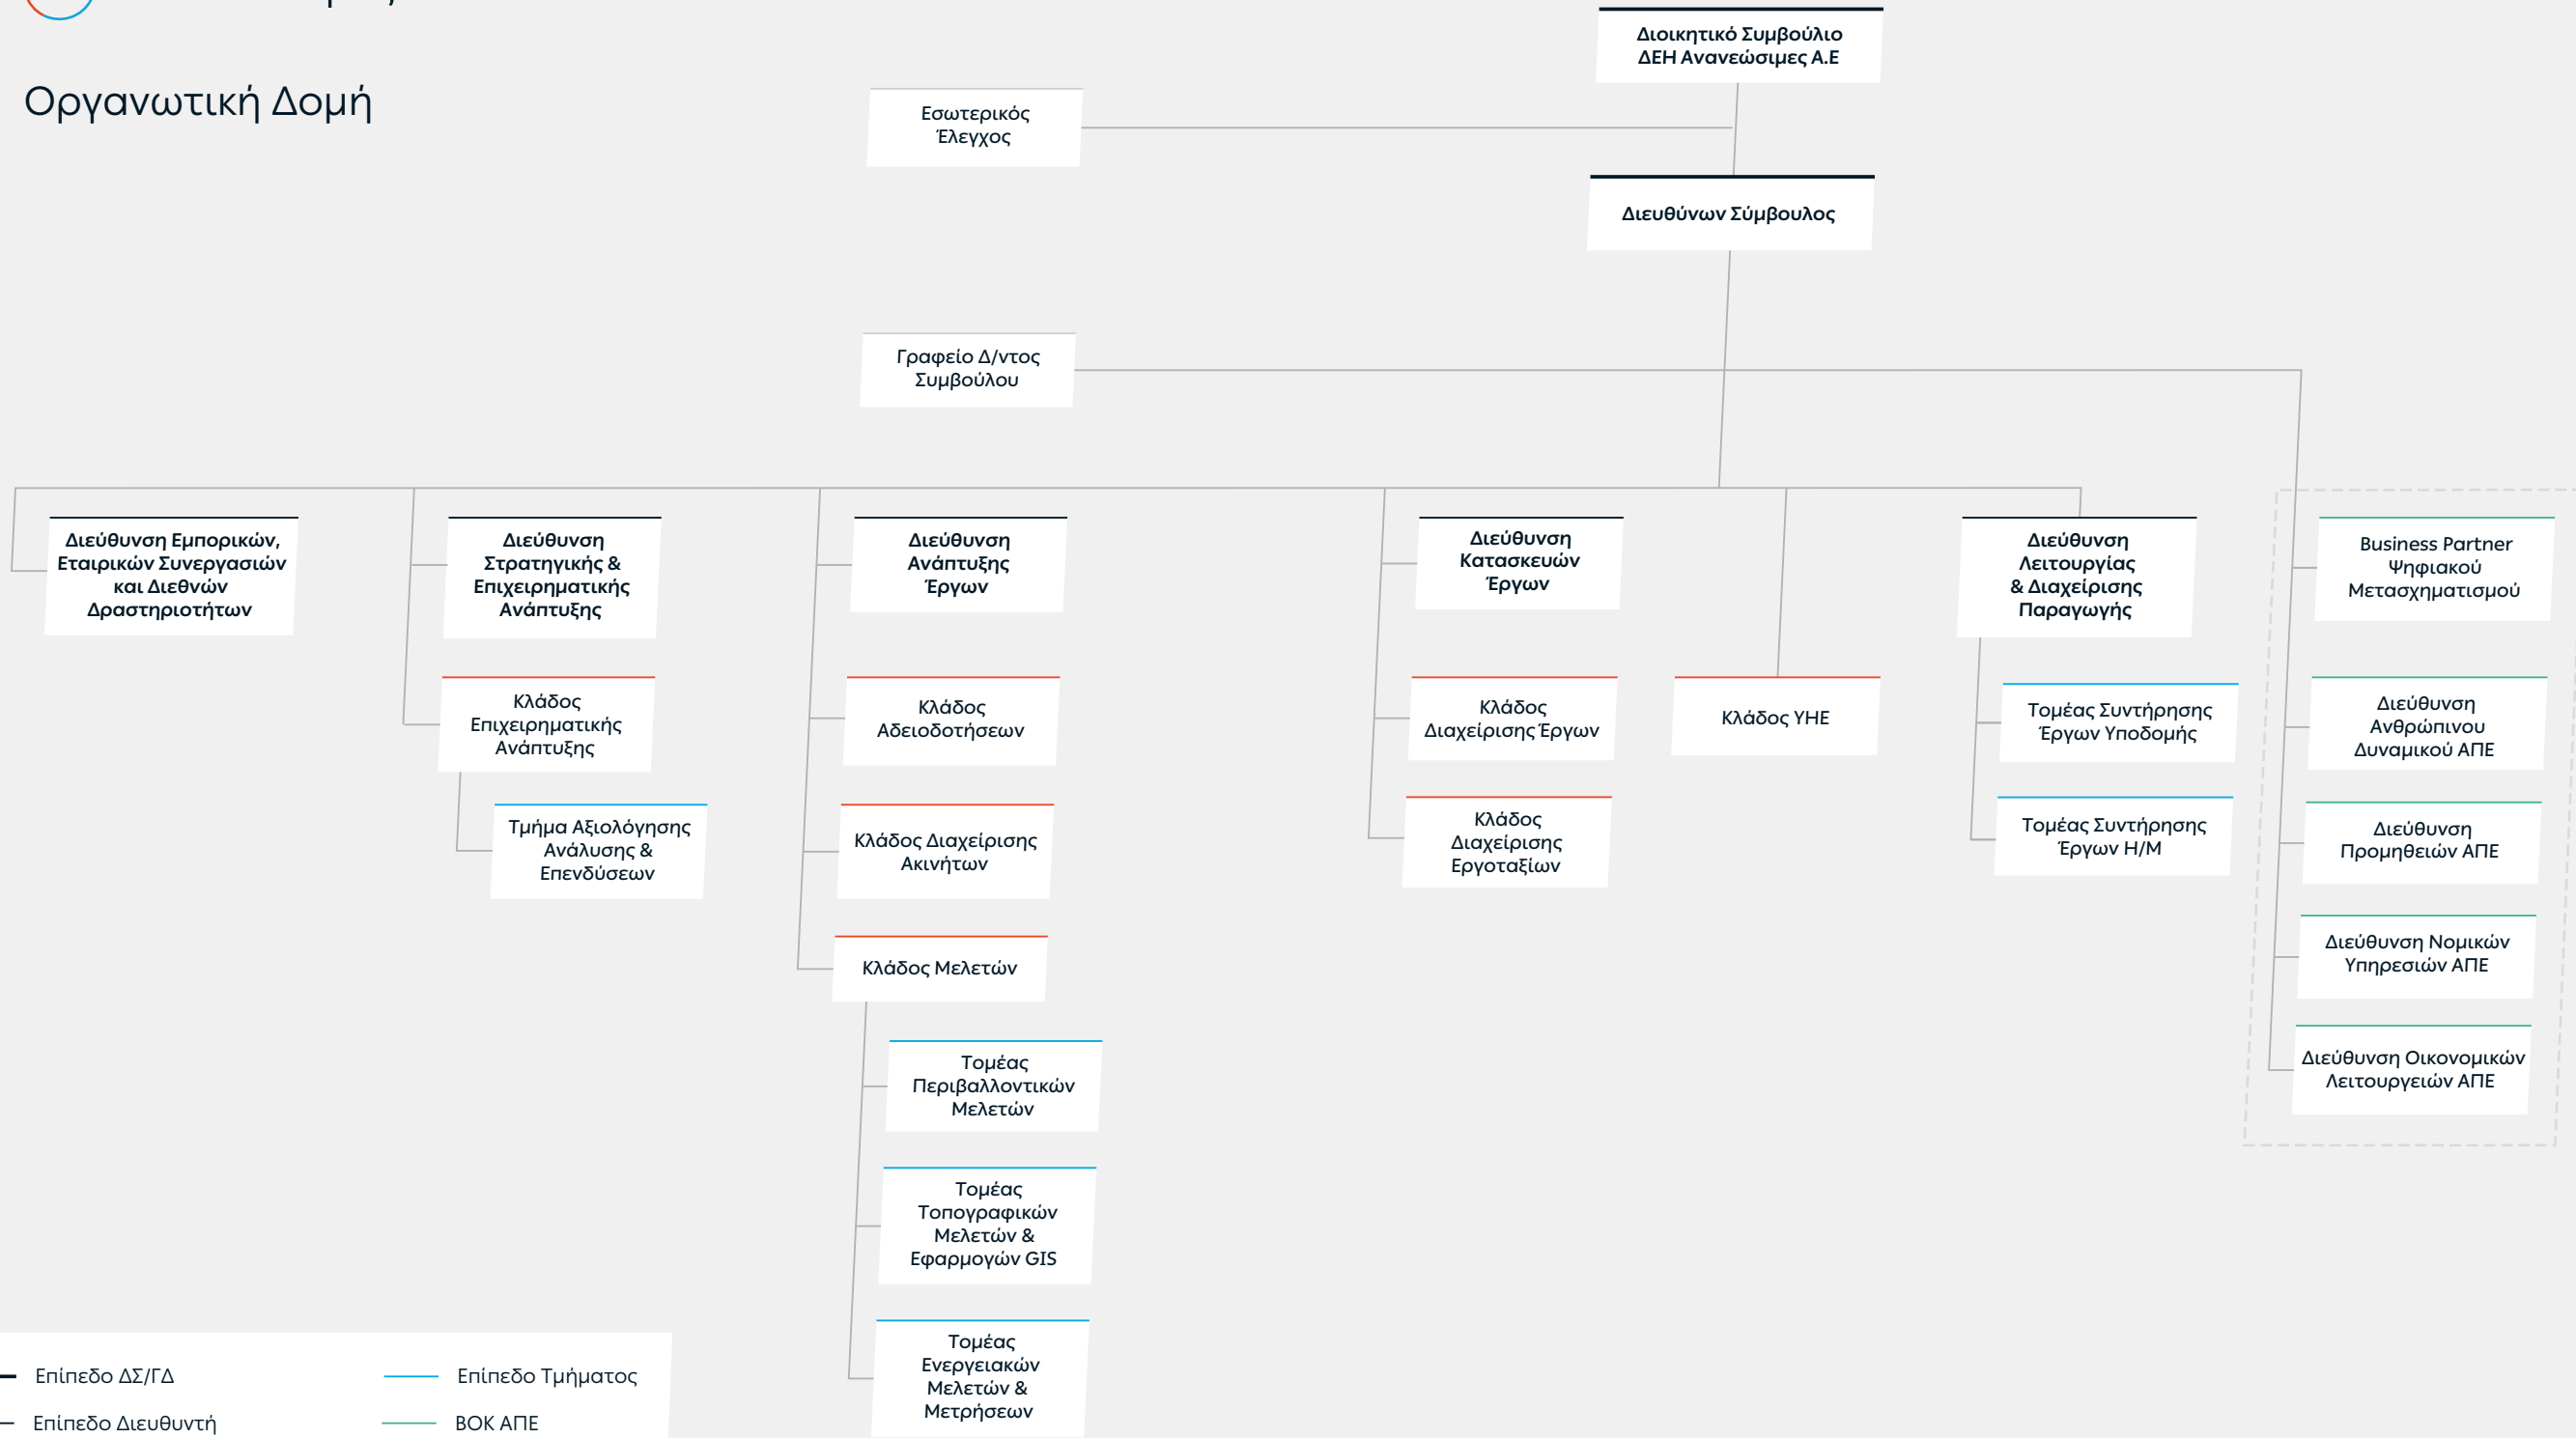 Οργανωτική Δομή
Διοικητικό Συμβούλιο
ΔΕΗ Ανανεώσιμες Α.Ε
Εσωτερικός
Έλεγχος
Διευθύνων Σύμβουλος
Γραφείο Δ/ντος
Συμβούλου
Διεύθυνση Εμπορικών,
Εταιρικών Συνεργασιών
και Διεθνών
Δραστηριοτήτων
Διεύθυνση
Στρατηγικής &
Επιχειρηματικής
Ανάπτυξης
Κλάδος
Επιχειρηματικής
Ανάπτυξης
Τμήμα Αξιολόγησης
Ανάλυσης &
Επενδύσεων
Διεύθυνση
Ανάπτυξης
Έργων
Κλάδος
Αδειοδοτήσεων
Κλάδος Διαχείρισης
Ακινήτων
Κλάδος Μελετών
Τομέας
Περιβαλλοντικών
Μελετών
Τομέας
Τοπογραφικών
Μελετών &
Εφαρμογών GIS
Τομέας
Ενεργειακών
Μελετών &
Μετρήσεων
Διεύθυνση
Κατασκευών
Έργων
Κλάδος
Διαχείρισης Έργων
Κλάδος
Διαχείρισης
Εργοταξίων
Κλάδος ΥΗΕ
Διεύθυνση
Λειτουργίας
& Διαχείρισης
Παραγωγής
Τομέας Συντήρησης
Έργων Υποδομής
Τομέας Συντήρησης
Έργων Η/Μ
Business Partner
Ψηφιακού
Μετασχηματισμού
Διεύθυνση
Ανθρώπινου
Δυναμικού ΑΠΕ
Διεύθυνση
Προμηθειών ΑΠΕ
Διεύθυνση Νομικών
Υπηρεσιών ΑΠΕ
Διεύθυνση Οικονομικών
Λειτουργειών ΑΠΕ
Επίπεδο ΔΣ/ΓΔ
Επίπεδο Τμήματος
Επίπεδο Διευθυντή
ΒΟΚ ΑΠΕ